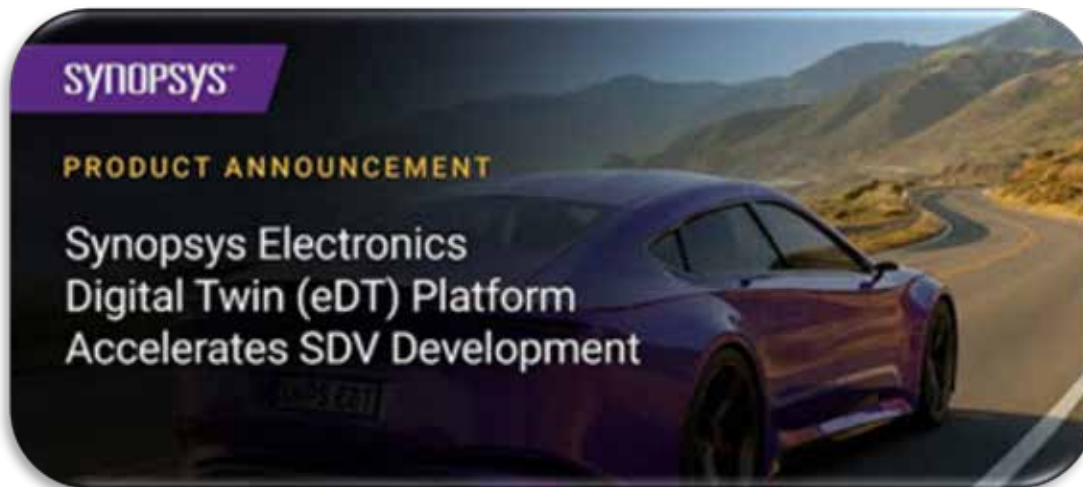 SYNOPSYS
PRODUCT ANNOUNCEMENT
Synopsys Electronics
Digital Twin (eDT) Platform
Accelerates SDV Development